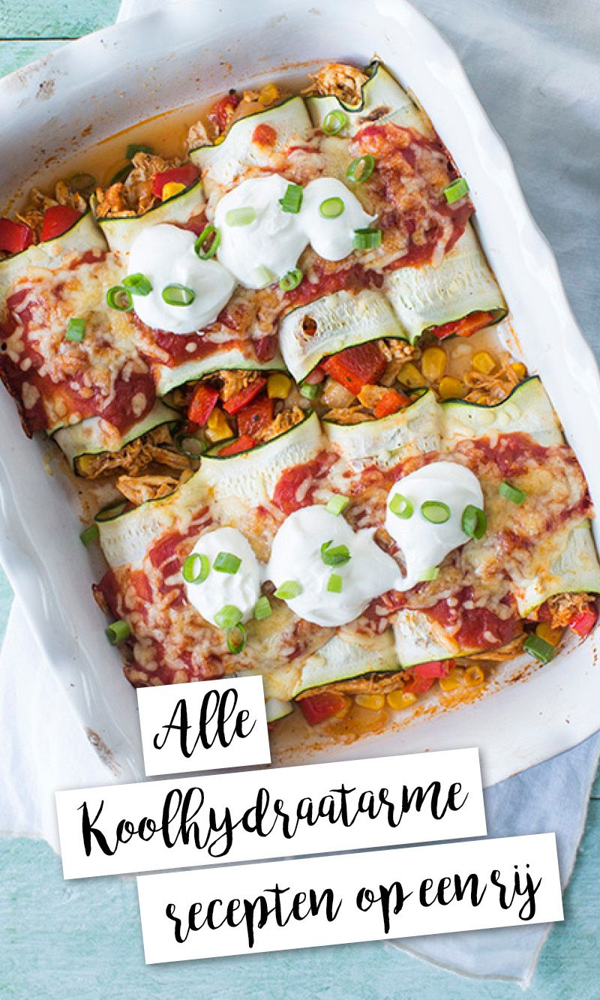 Alle
Koolhydraatarme
recepten op een rij